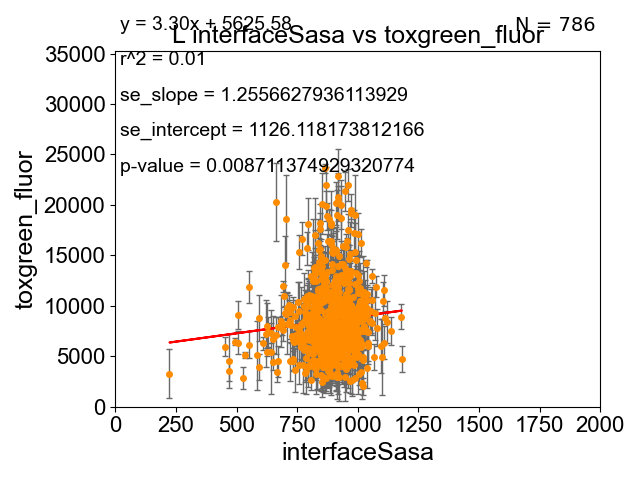 y = 3.30x + 5625.58
N = 786
L interfaceSasa vs toxgreen_fluor
r^2 = 0.01
se_slope = 1.2556627936113929
se_intercept = 1126.118173812166
p-value = 0.008711374929320774
toxgreen_fluor
35000
30000
25000
20000
15000
10000
5000
0
0 250 500 750 1000 1250 1500 1750 2000
interfaceSasa